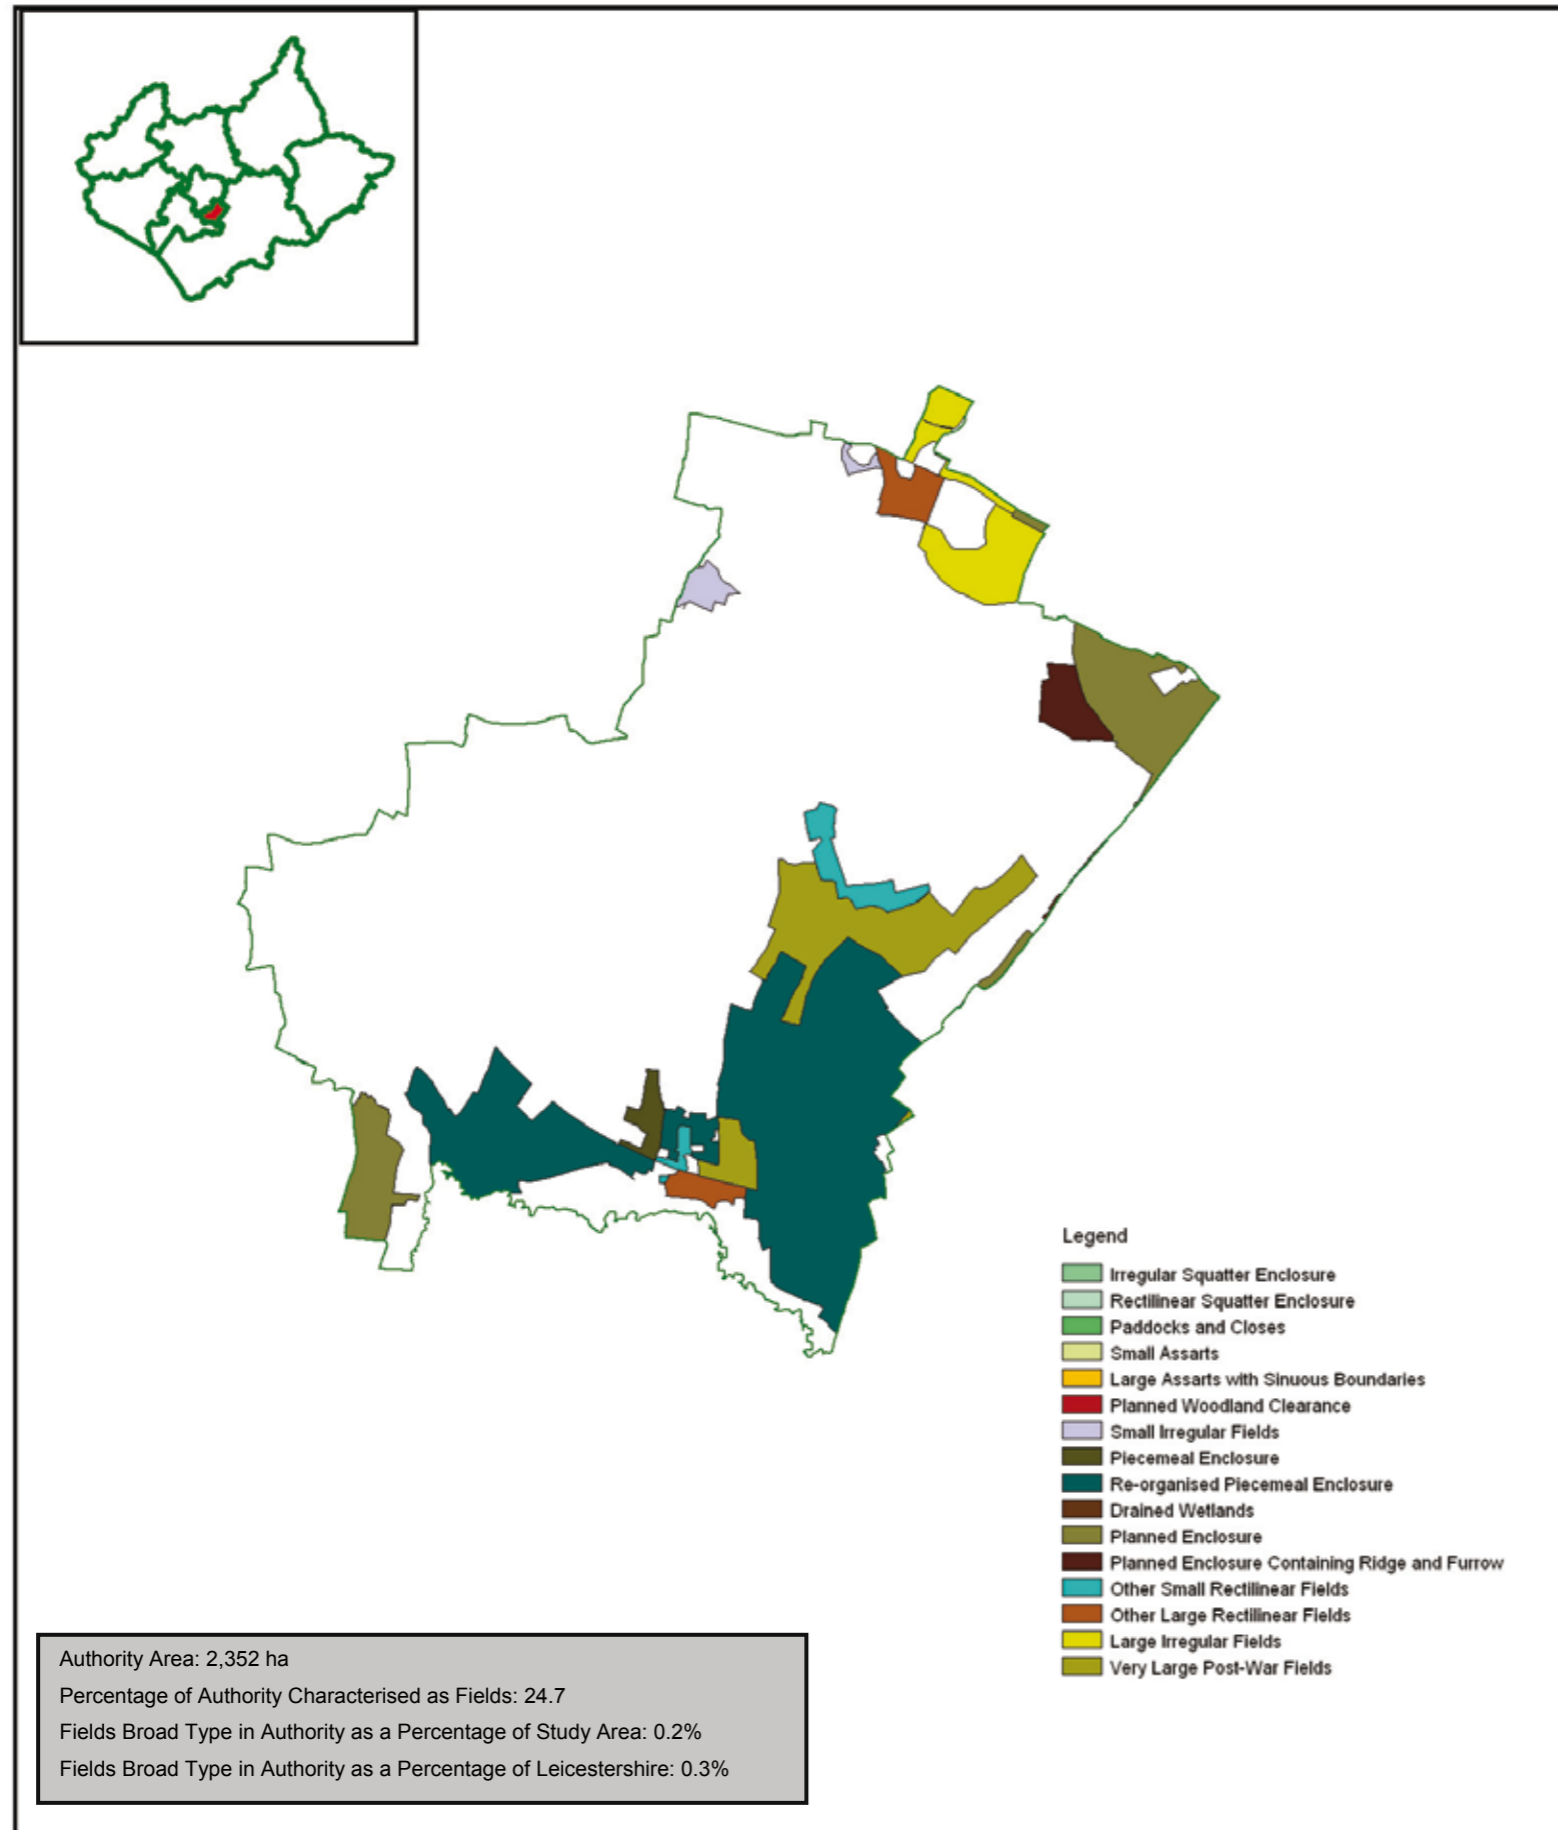 Legend
Irregular Squatter Enclosure
Rectilinear Squatter Enclosure
Paddocks and Closes
Small Assarts
Large Assarts with Sinuous Boundaries
Planned Woodland Clearance
Small Irregular Fields
Piecemeal Enclosure
Re-organised Piecemeal Enclosure
Drained Wetlands
Planned Enclosure
Planned Enclosure Containing Ridge and Furrow
Other Small Rectilinear Fields
Other Large Rectilinear Fields
Large Irregular Fields
Very Large Post-War Fields
Authority Area: 2,352 ha
Percentage of Authority Characterised as Fields: 24.7
Fields Broad Type in Authority as a Percentage of Study Area: 0.2%
Fields Broad Type in Authority as a Percentage of Leicestershire: 0.3%